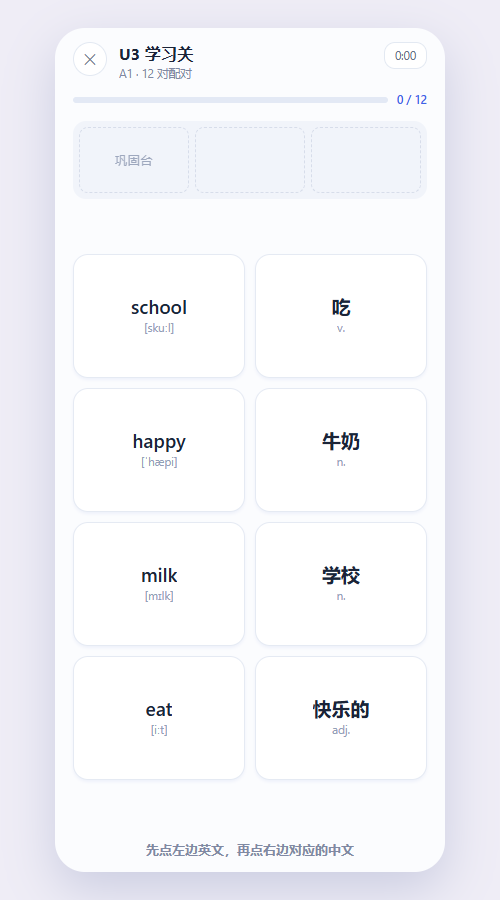 U3 学习关
A1 · 12 对配对
0:00
0 / 12
巩固台
school
[skuːl]
吃
v.
happy
[ˈhæpi]
牛奶
n.
milk
[mɪlk]
学校
n.
eat
[iːt]
快乐的
adj.
先点左边英文，再点右边对应的中文